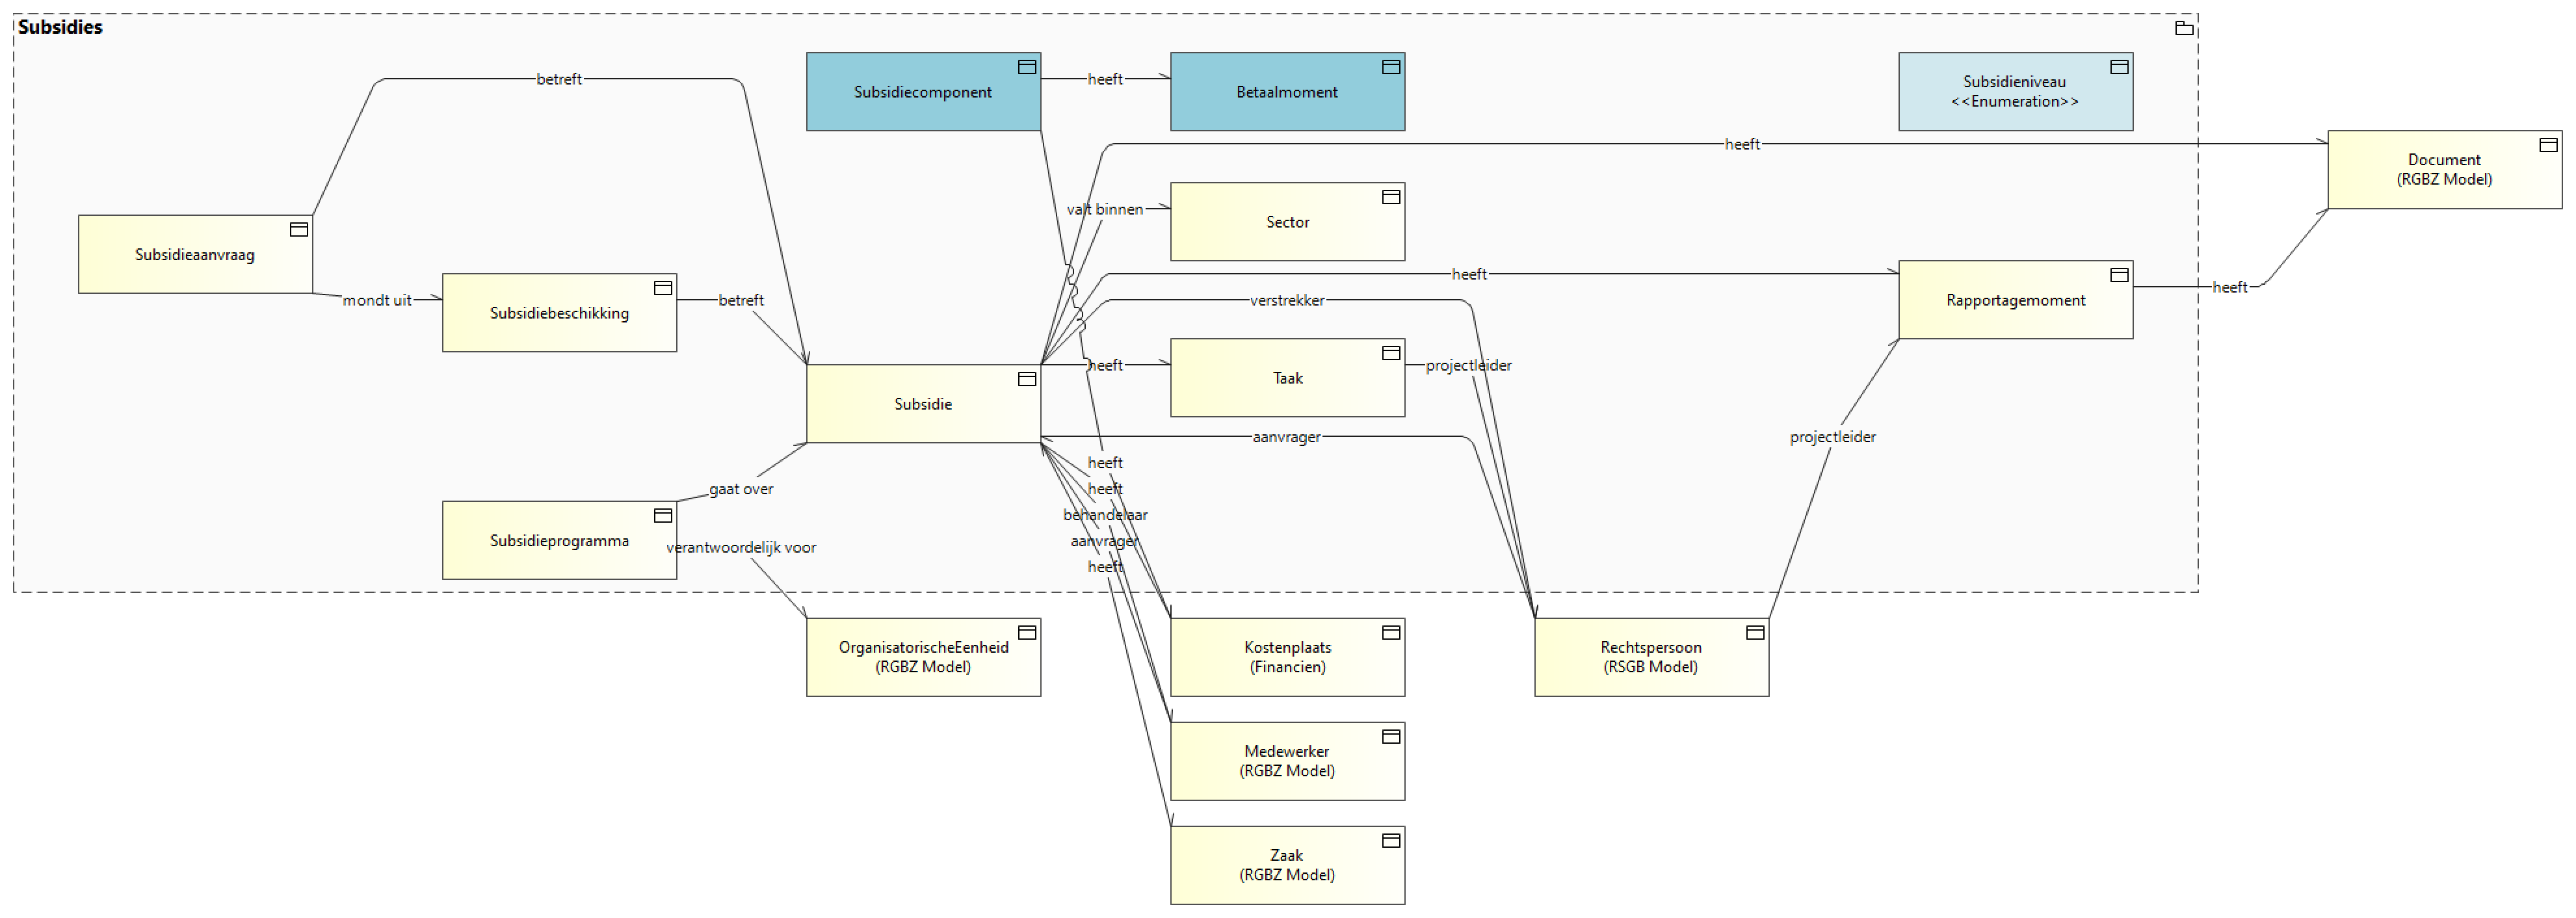 Subsidies
betreft
Subsidiecomponent
heeft
Betaalmoment
Subsidieniveau
<<Enumeration>>
heeft
Document
(RGBZ Model)
valt binnen
Sector
Subsidieaanvraag
mondt uit
Subsidiebeschikking
betreft
heeft
verstrekker
Rapportagemoment
heeft
Subsidie
heeft
Taak
projectleider
aanvrager
projectleider
heeft
heeft
behandelaar
aanvrager
heeft
gaat over
Subsidieprogramma
verantwoordelijk voor
OrganisatorischeEenheid
(RGBZ Model)
Kostenplaats
(Financien)
Rechtspersoon
(RSGB Model)
Medewerker
(RGBZ Model)
Zaak
(RGBZ Model)